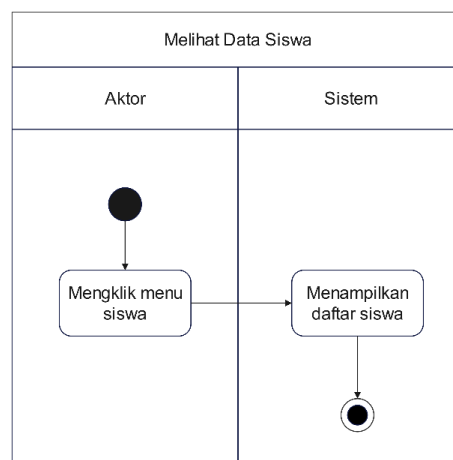 Melihat Data Siswa
Aktor
Sistem
Mengklik menu
siswa
Menampilkan
daftar siswa